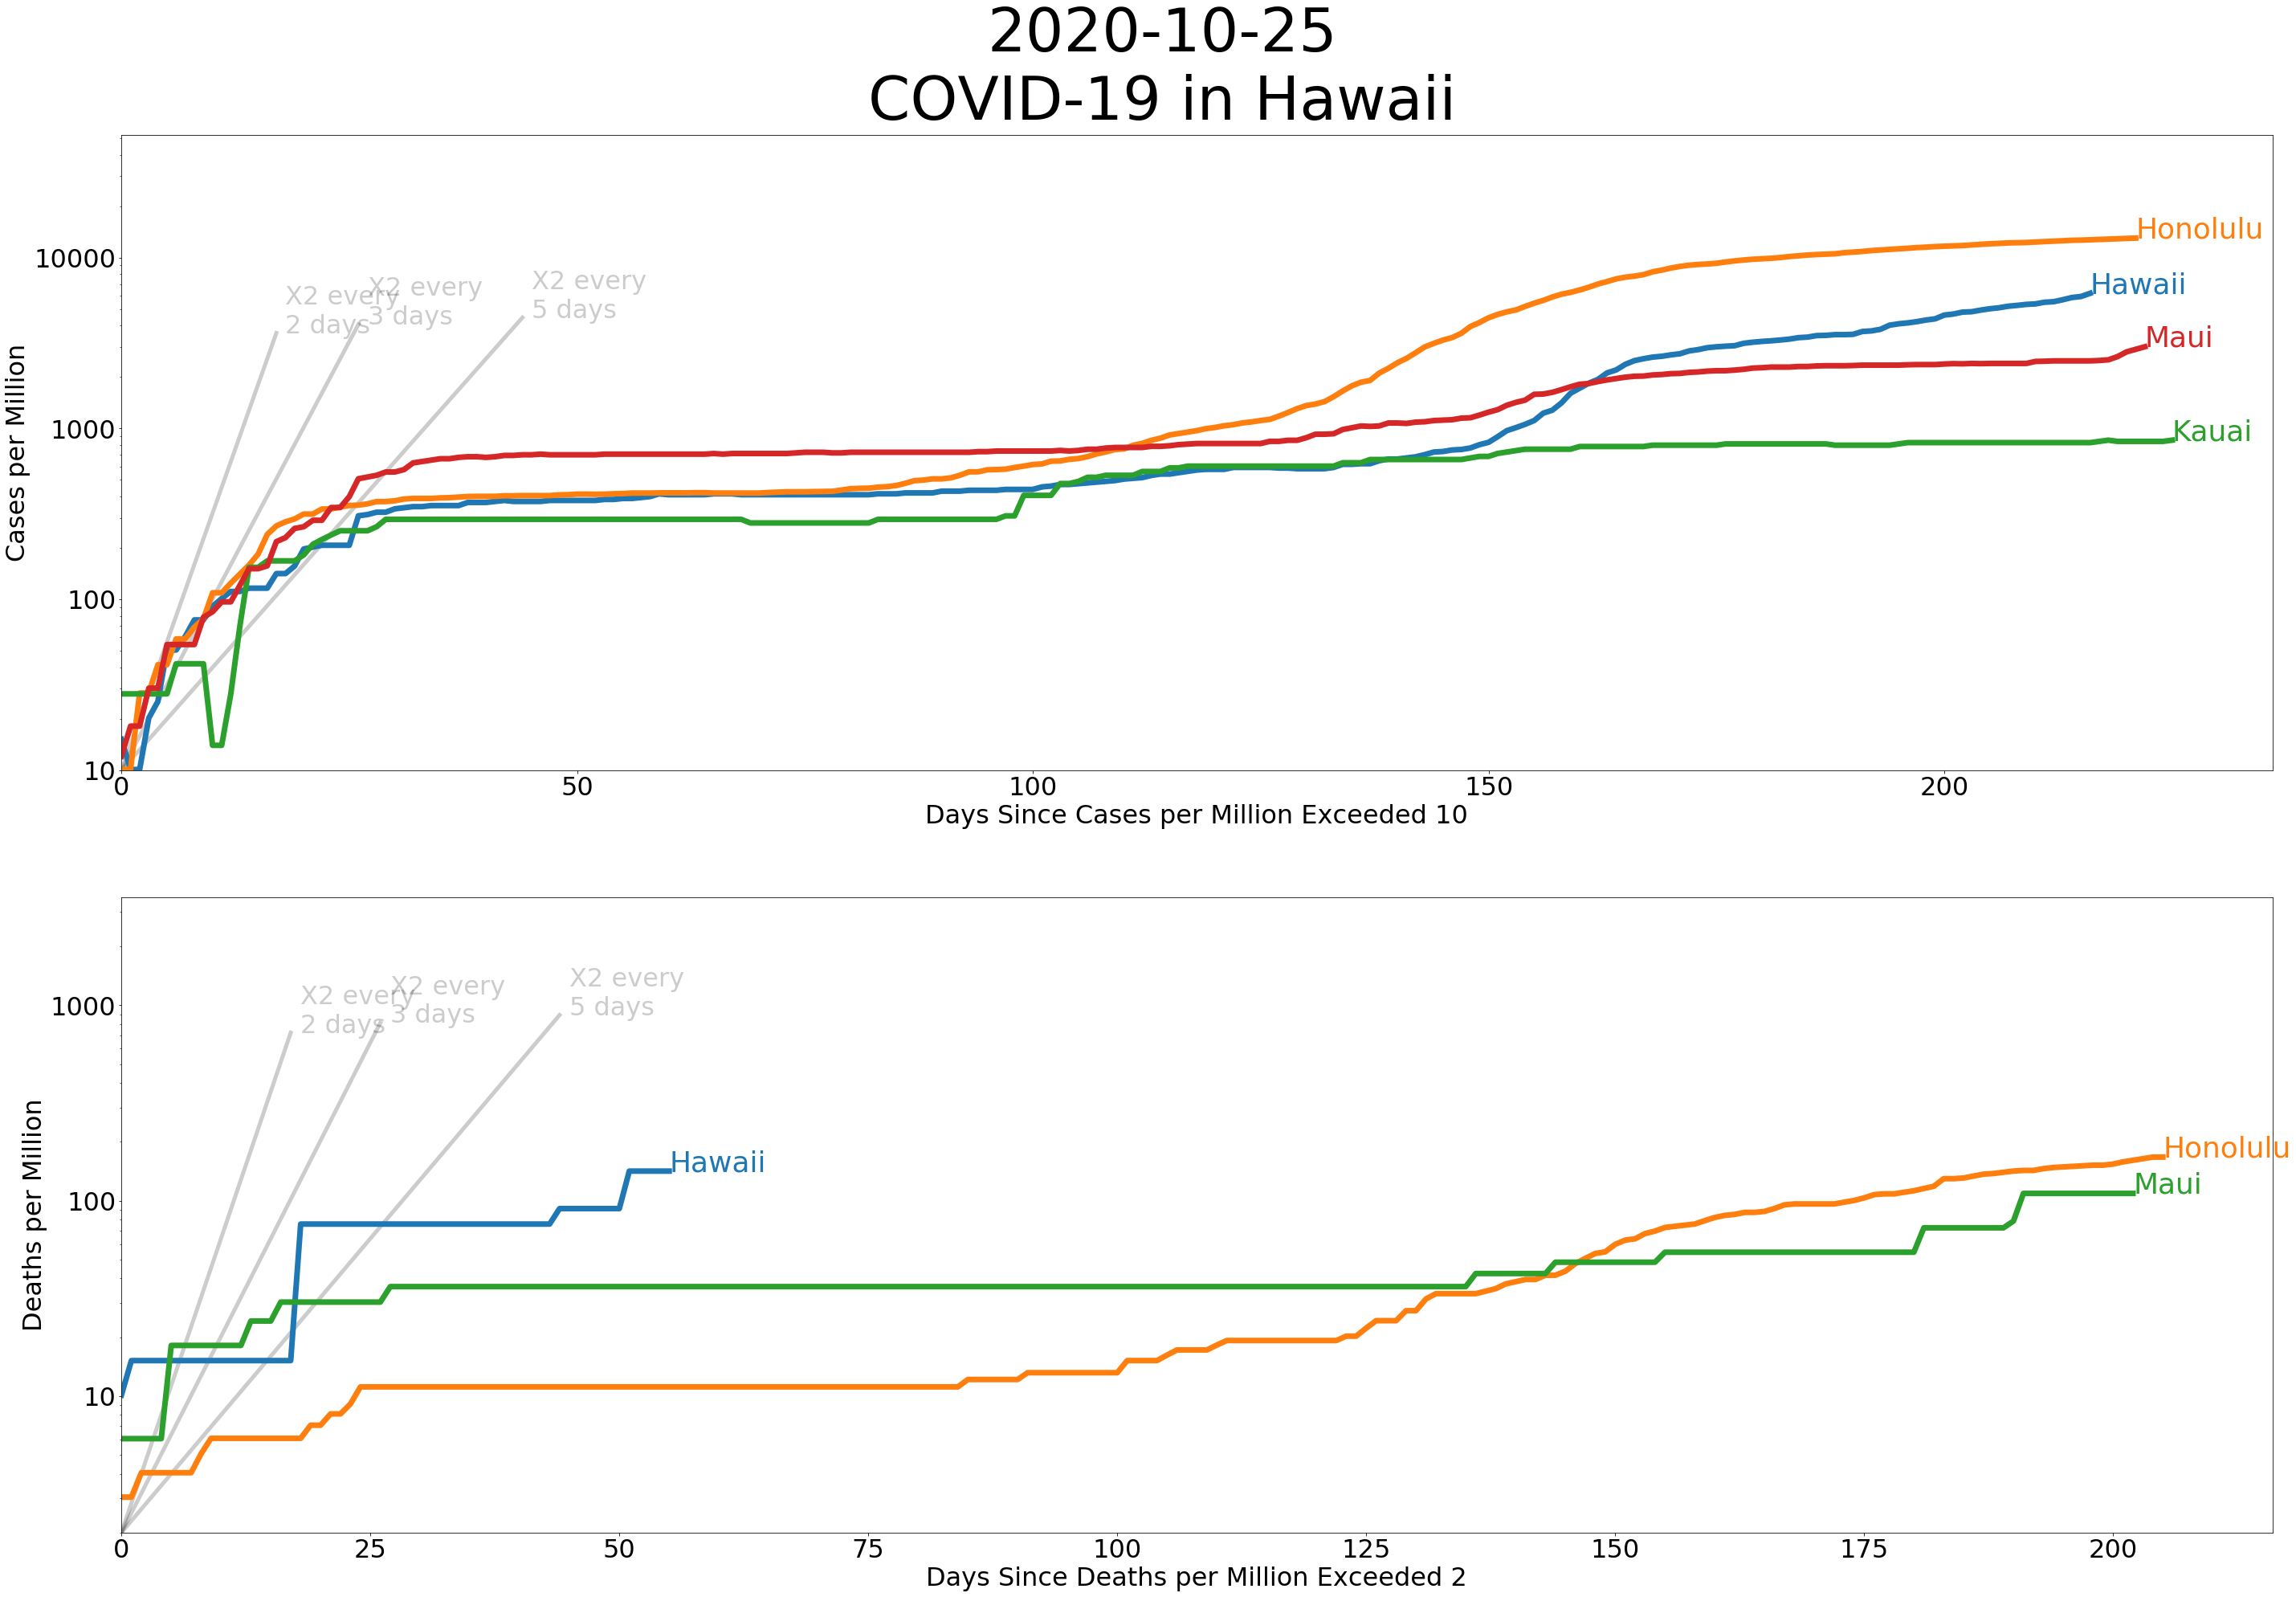 2020-10-25
COVID-19 in Hawaii
Cases per Million
10000
1000
100
10
X2 every
2 days
X2 every
3 days
X2 every
5 days
Honolulu
Hawaii
Maui
Kauai
0 50 100 150 200
Days Since Cases per Million Exceeded 10
Deaths per Million
1000
100
10
X2 every
2 days
X2 every
3 days
X2 every
5 days
Hawaii
Honolulu
Maui
0 25 50 75 100 125 150 175 200
Days Since Deaths per Million Exceeded 2